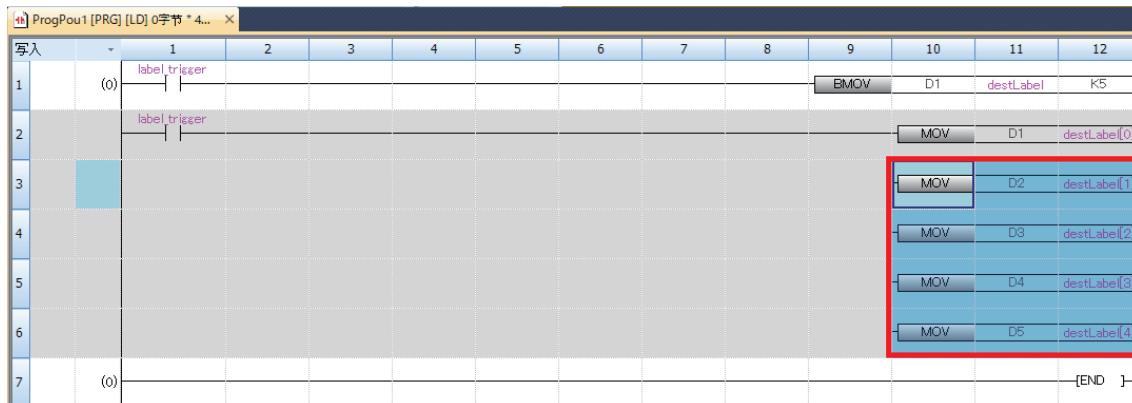 ProgPou1 [PRG] [LD] 0字节 * 4...
写入 1 2 3 4 5 6 7 8 9 10 11 12
label_trigger
1 (0) BMOV D1 destLabel K5
label_trigger
2 MOV D1 destLabel[0
3 MOV D2 destLabel[1
4 MOV D3 destLabel[2
5 MOV D4 destLabel[3
6 MOV D5 destLabel[4
7 (0) [END ]